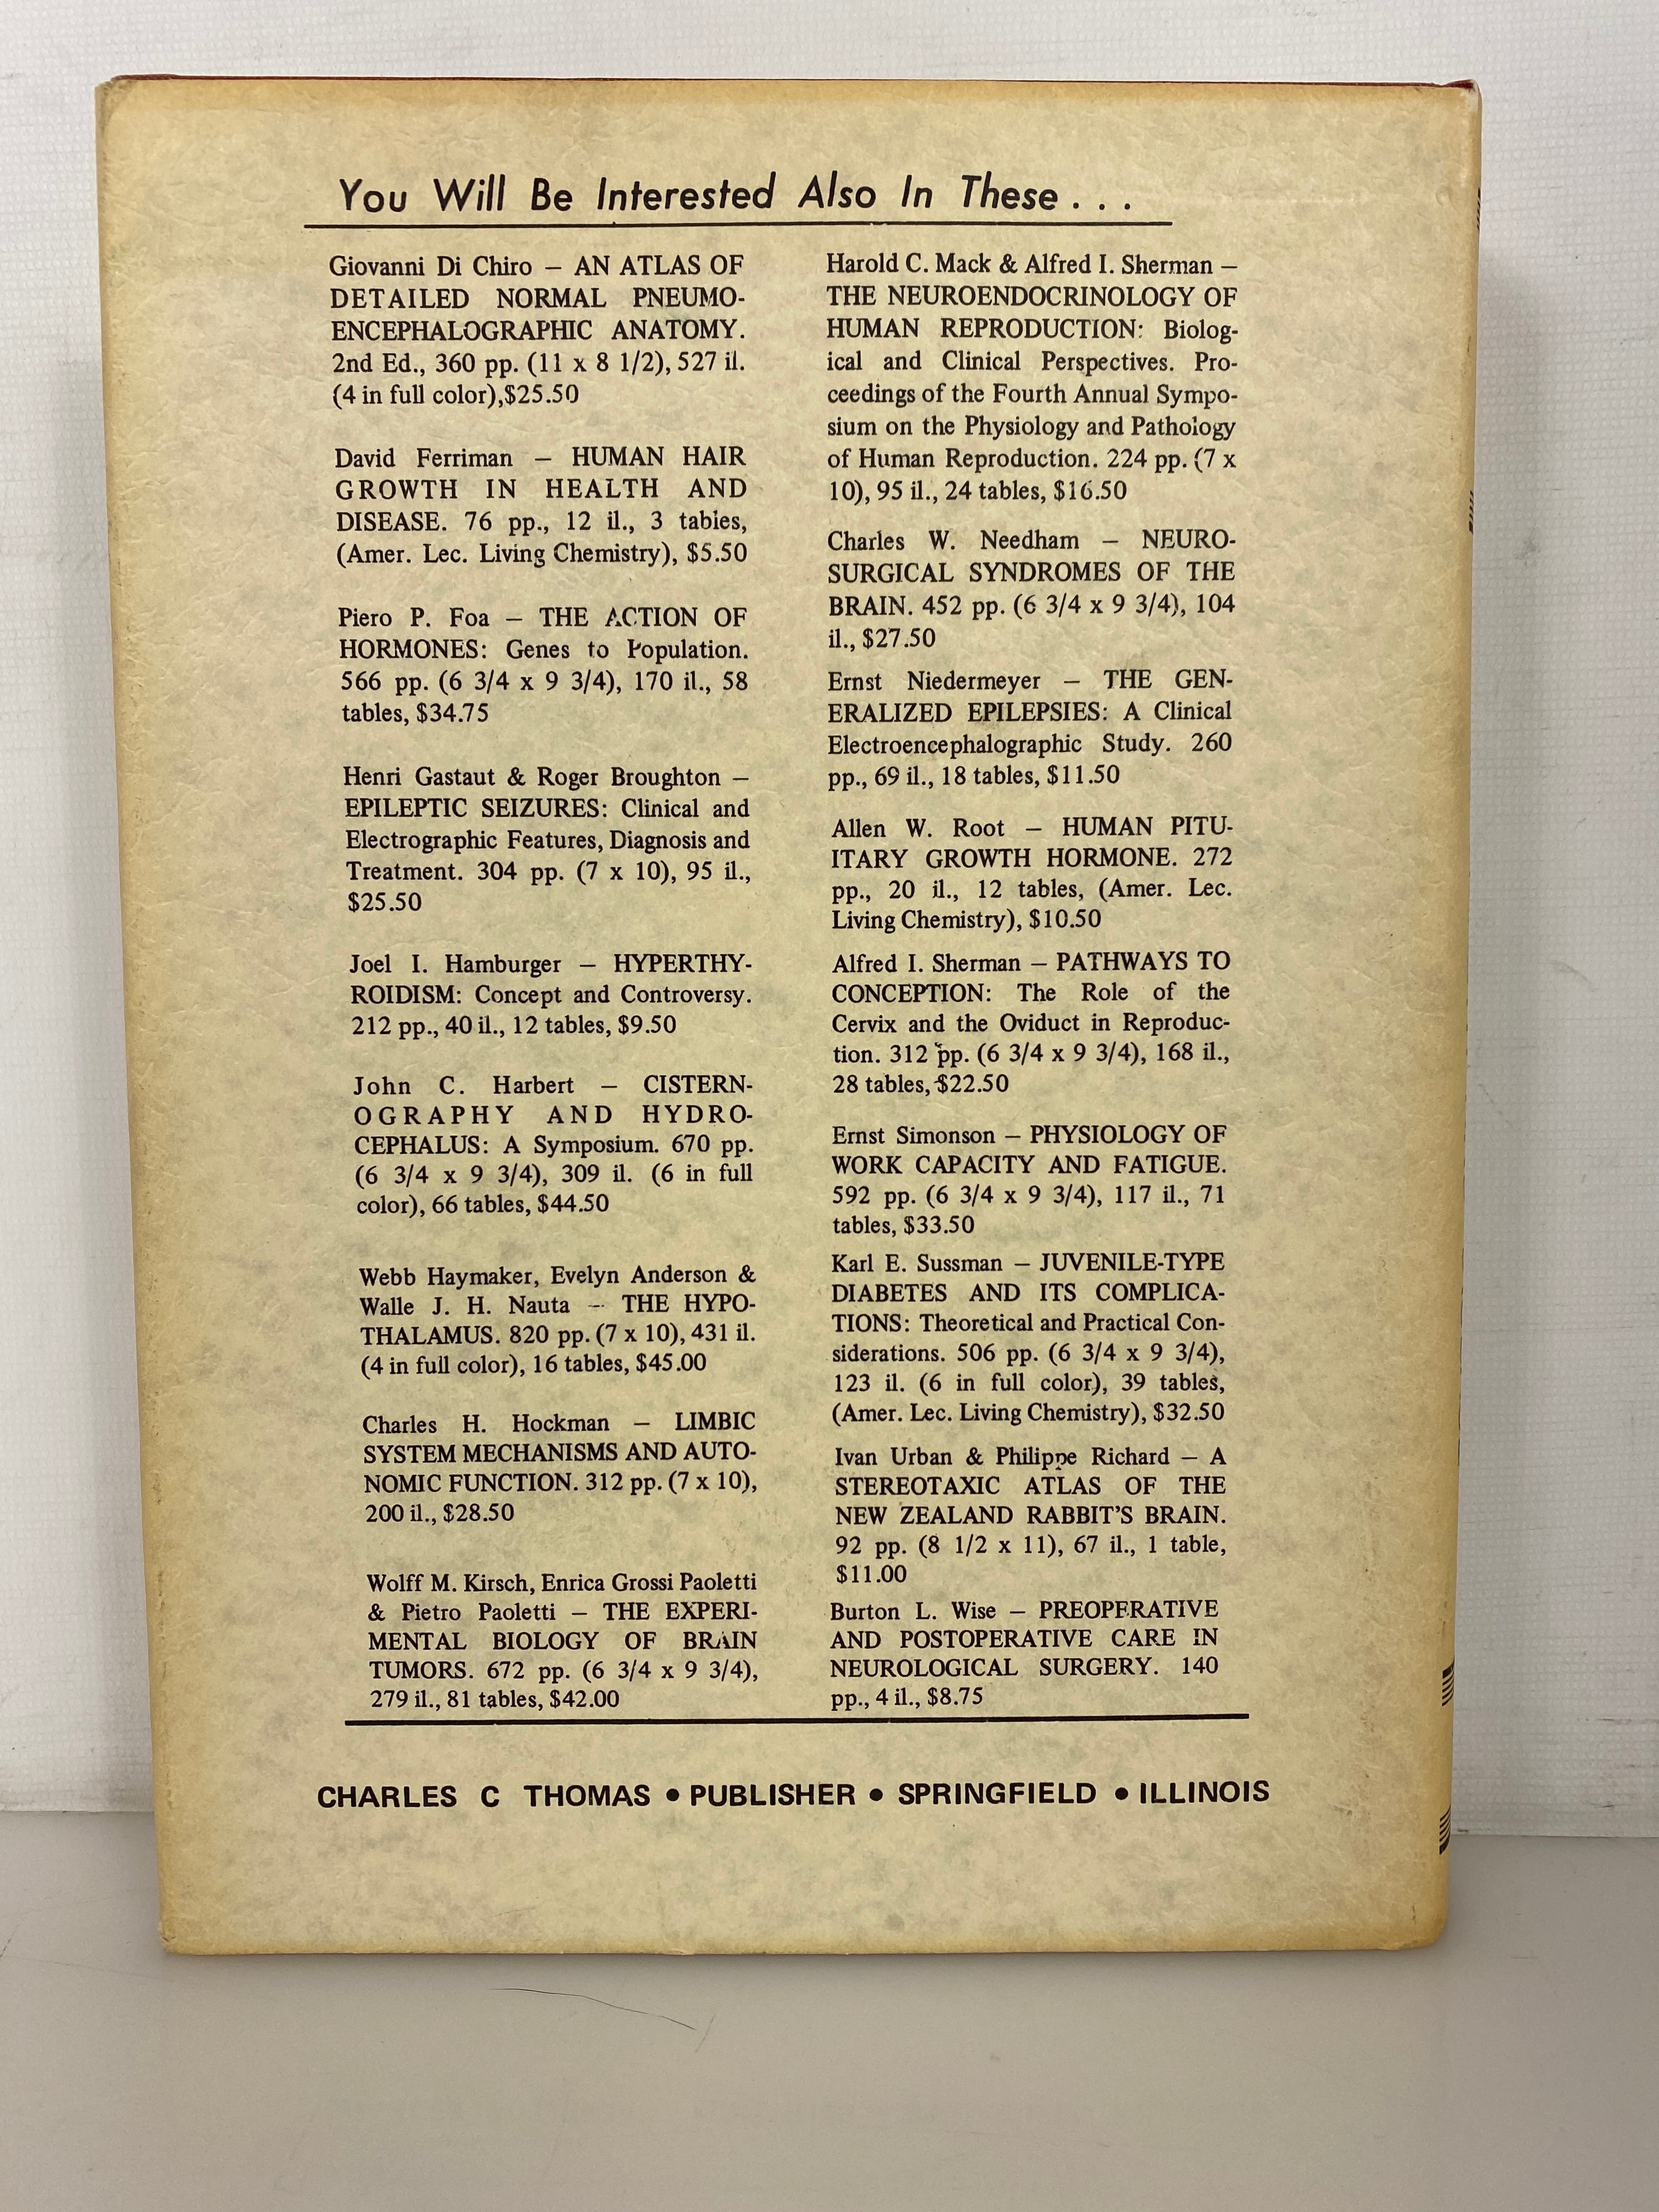 You Will Be Interested Also In These . . .
Giovanni Di Chiro – AN ATLAS OF
DETAILED NORMAL PNEUMO-
ENCEPHALOGRAPHIC ANATOMY.
2nd Ed., 360 pp. (11 x 8 1/2), 527 il.
(4 in full color),$25.50
David Ferriman – HUMAN HAIR
GROWTH IN HEALTH AND
DISEASE. 76 pp., 12 il., 3 tables,
(Amer. Lec. Living Chemistry), $5.50
Piero P. Foa – THE ACTION OF
HORMONES: Genes to Population.
566 pp. (6 3/4 x 9 3/4), 170 il., 58
tables, $34.75
Henri Gastaut & Roger Broughton –
EPILEPTIC SEIZURES: Clinical and
Electrographic Features, Diagnosis and
Treatment. 304 pp. (7 x 10), 95 il.,
$25.50
Joel I. Hamburger – HYPERTHY-
ROIDISM: Concept and Controversy.
212 pp., 40 il., 12 tables, $9.50
John C. Harbert – CISTERN-
OGRAPHY AND HYDRO-
CEPHALUS: A Symposium. 670 pp.
(6 3/4 x 9 3/4), 309 il. (6 in full
color), 66 tables, $44.50
Webb Haymaker, Evelyn Anderson &
Walle J. H. Nauta – THE HYPO-
THALAMUS. 820 pp. (7 x 10), 431 il.
(4 in full color), 16 tables, $45.00
Charles H. Hockman – LIMBIC
SYSTEM MECHANISMS AND AUTO-
NOMIC FUNCTION. 312 pp. (7 x 10),
200 il., $28.50
Wolff M. Kirsch, Enrica Grossi Paoletti
& Pietro Paoletti – THE EXPERI-
MENTAL BIOLOGY OF BRAIN
TUMORS. 672 pp. (6 3/4 x 9 3/4),
279 il., 81 tables, $42.00
Harold C. Mack & Alfred I. Sherman –
THE NEUROENDOCRINOLOGY OF
HUMAN REPRODUCTION: Biolog-
ical and Clinical Perspectives. Pro-
ceedings of the Fourth Annual Sympo-
sium on the Physiology and Pathology
of Human Reproduction. 224 pp. (7 x
10), 95 il., 24 tables, $16.50
Charles W. Needham – NEURO-
SURGICAL SYNDROMES OF THE
BRAIN. 452 pp. (6 3/4 x 9 3/4), 104
il., $27.50
Ernst Niedermeyer – THE GEN-
ERALIZED EPILEPSIES: A Clinical
Electroencephalographic Study. 260
pp., 69 il., 18 tables, $11.50
Allen W. Root – HUMAN PITU-
ITARY GROWTH HORMONE. 272
pp., 20 il., 12 tables, (Amer. Lec.
Living Chemistry), $10.50
Alfred I. Sherman – PATHWAYS TO
CONCEPTION: The Role of the
Cervix and the Oviduct in Reproduc-
tion. 312 pp. (6 3/4 x 9 3/4), 168 il.,
28 tables, $22.50
Ernst Simonson – PHYSIOLOGY OF
WORK CAPACITY AND FATIGUE.
592 pp. (6 3/4 x 9 3/4), 117 il., 71
tables, $33.50
Karl E. Sussman – JUVENILE-TYPE
DIABETES AND ITS COMPLICA-
TIONS: Theoretical and Practical Con-
siderations. 506 pp. (6 3/4 x 9 3/4),
123 il. (6 in full color), 39 tables,
(Amer. Lec. Living Chemistry), $32.50
Ivan Urban & Philippe Richard – A
STEREOTAXIC ATLAS OF THE
NEW ZEALAND RABBIT'S BRAIN.
92 pp. (8 1/2 x 11), 67 il., 1 table,
$11.00
Burton L. Wise – PREOPERATIVE
AND POSTOPERATIVE CARE IN
NEUROLOGICAL SURGERY. 140
pp., 4 il., $8.75
CHARLES C THOMAS • PUBLISHER • SPRINGFIELD • ILLINOIS